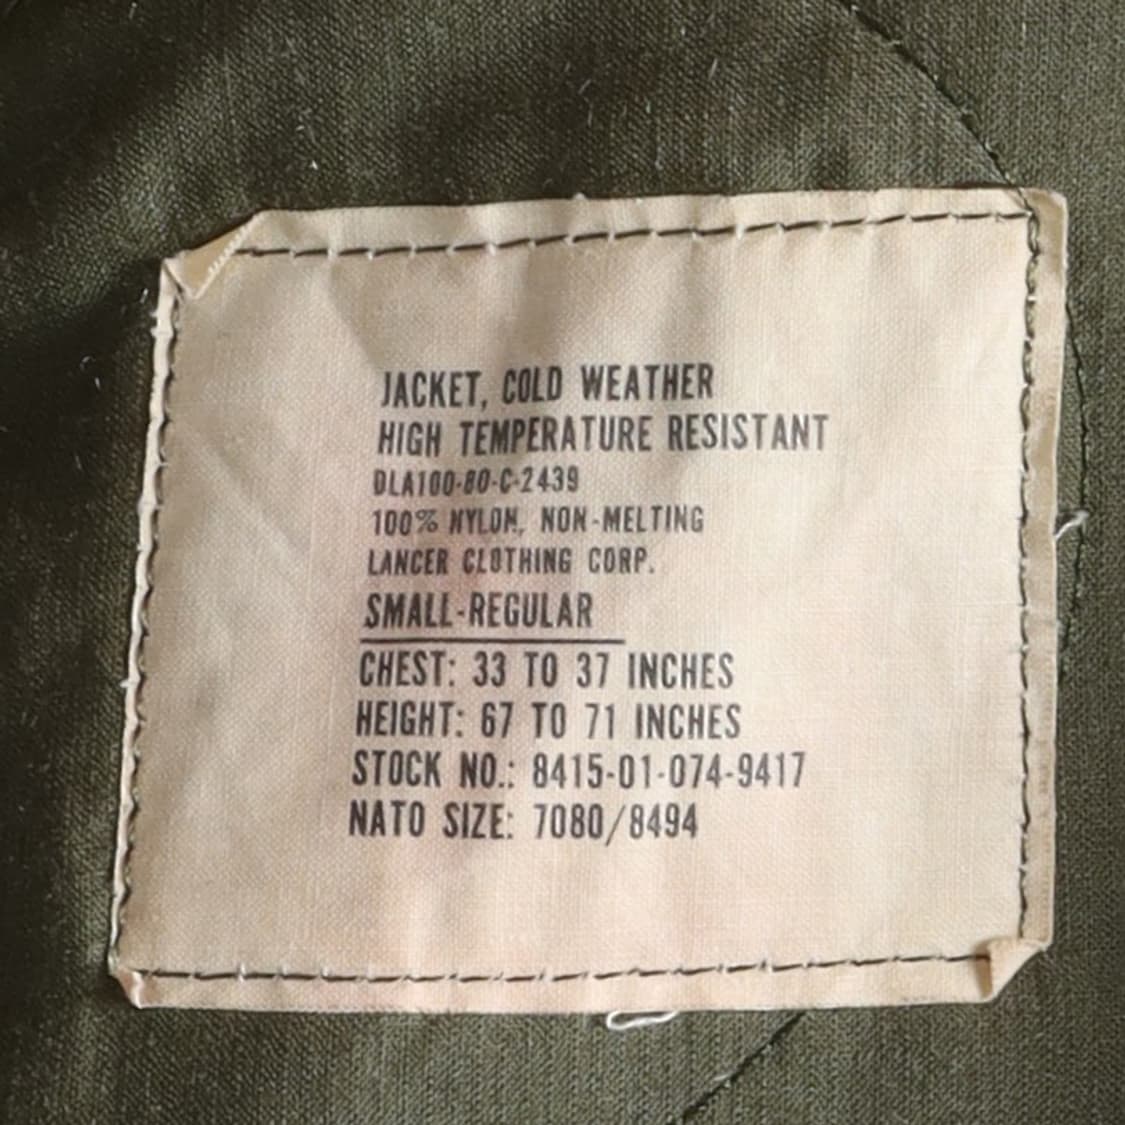 JACKET, COLD WEATHER
HIGH TEMPERATURE RESISTANT
DLA100-80-C-2439
100% NYLON, NON-MELTING
LANCER CLOTHING CORP.
SMALL-REGULAR
CHEST: 33 TO 37 INCHES
HEIGHT: 67 TO 71 INCHES
STOCK NO.: 8415-01-074-9417
NATO SIZE: 7080/8494